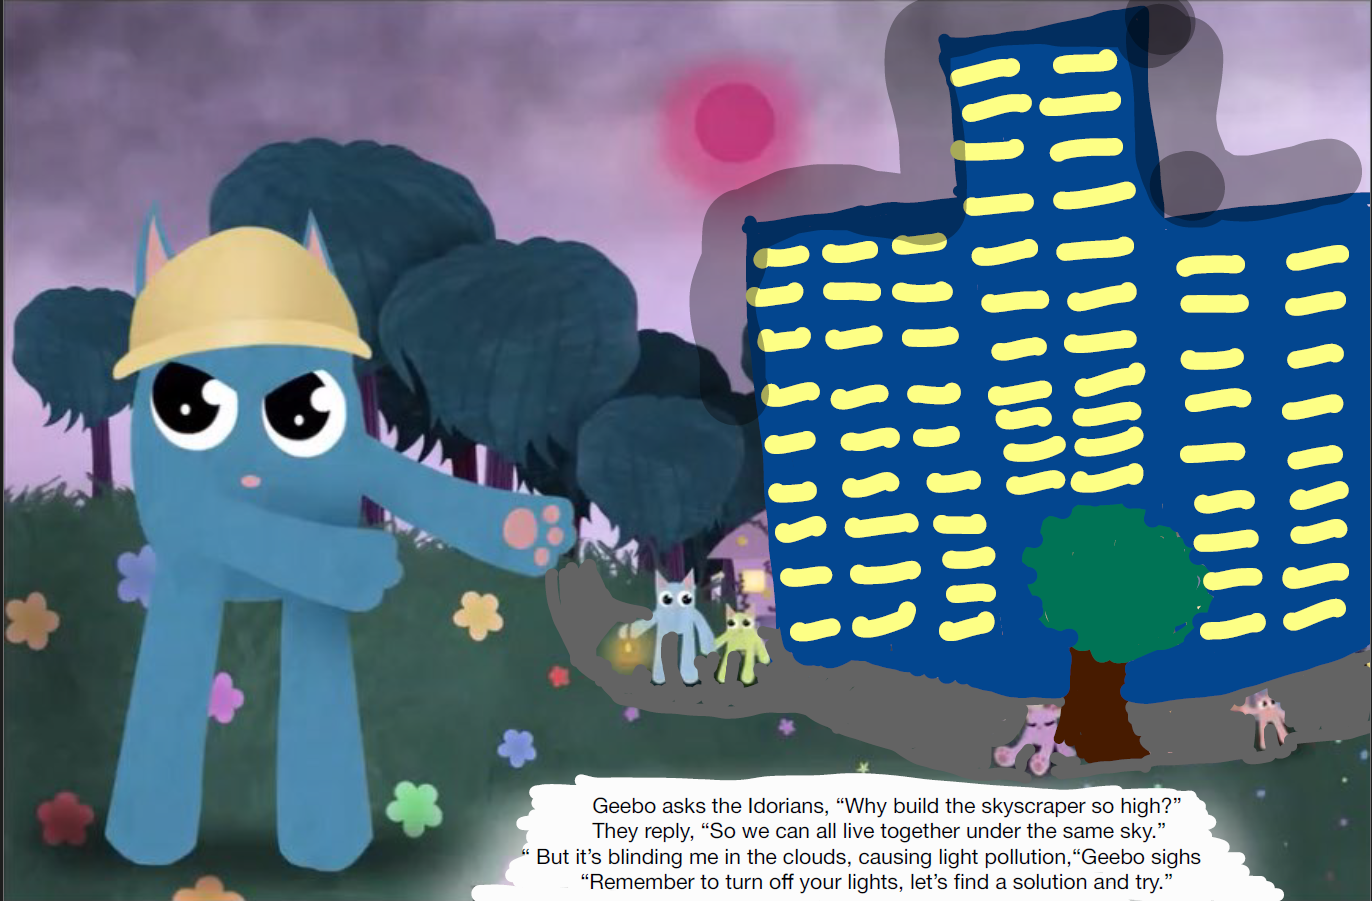 Geebo asks the Idorians, “Why build the skyscraper so high?”
They reply, “So we can all live together under the same sky.”
“ But it’s blinding me in the clouds, causing light pollution,“Geebo sighs
“Remember to turn off your lights, let’s find a solution and try.”